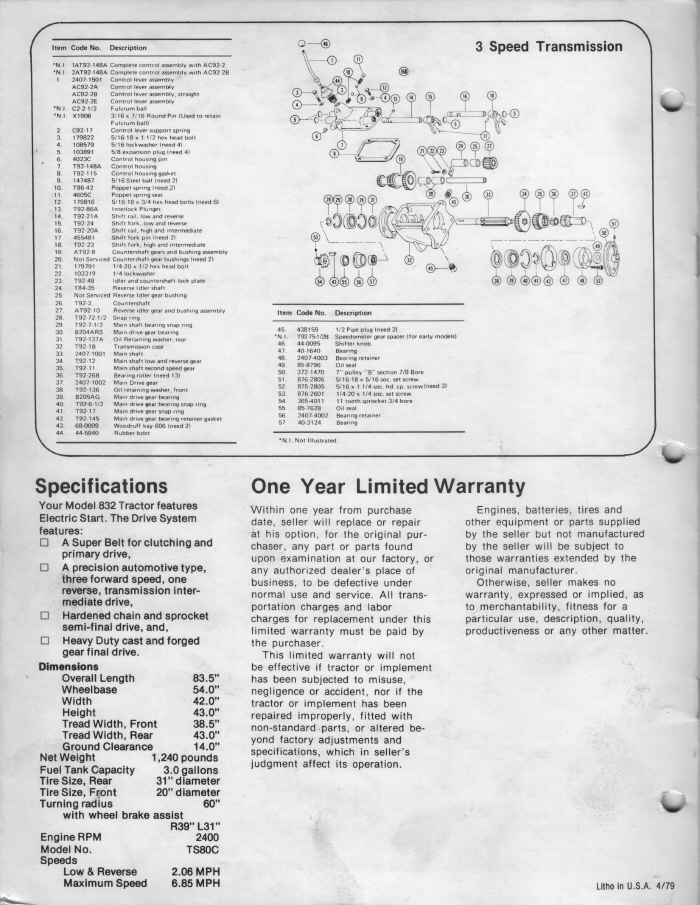 3 Speed Transmission
Item Code No. Description
*N.I. 1AT92-148A Complete control assembly with AC92-2
*N.I. 2AT92-148A Complete control assembly with AC92-2B
1. 2407-1501 Control lever assembly
AC92-2A Control lever assembly
AC92-2B Control lever assembly, straight
AC92-2E Control lever assembly
*N.I. C2-2-1/2 Fulcrum ball
*N.I. X1906 3/16 x 7/16 Round Pin (Used to retain
Fulcrum ball)
2. C92-17 Control lever support spring
3. 179822 5/16-18 x 1-1/2 hex head bolt
4. 108579 5/16 lockwasher (need 4)
5. 103891 5/8 expansion plug (need 4)
6. 4023C Control housing pin
7. T92-148A Control housing
8. T92-115 Control housing gasket
9. 147487 5/16 Steel ball (need 2)
10. T86-42 Poppet spring (need 2)
11. 4605C Poppet spring seat
12. 179816 5/16-18 x 3/4 hex head bolts (need 6)
13. T92-86A Interlock Plunger
14. T92-21A Shift rail, low and reverse
15. T92-24 Shift fork, low and reverse
16. T92-20A Shift rail, high and intermediate
17. 455481 Shift fork pin (need 2)
18. T92-23 Shift fork, high and intermediate
19. AT92-8 Countershaft gears and bushing assembly
20. Not Serviced Countershaft gear bushings (need 2)
21. 179791 1/4-20 x 1/2 hex head bolt
22. 103319 1/4 lockwasher
23. T92-48 Idler and countershaft lock plate
24. T84-35 Reverse Idler shaft
25. Not Serviced Reverse Idler gear bushing
26. T92-3 Countershaft
27. AT92-10 Reverse idler gear and bushing assembly
28. T92-72-1/2 Snap ring
29. T92-7-1/2 Main shaft bearing snap ring
30. B204ARS Main drive gear bearing
31. T92-137A Oil Retaining washer, rear
32. T92-1B Transmission case
33. 2407-1001 Main shaft
34. T92-12 Main shaft low and reverse gear
35. T92-11 Main shaft second speed gear
36. T92-26B Bearing roller (need 13)
37. 2407-1002 Main Drive gear
38. T92-136 Oil retaining washer, front
39. B205AG Main drive gear bearing
40. T92-6-1/2 Main drive gear bearing snap ring
41. T92-17 Main drive gear snap ring
42. T92-145 Main drive gear bearing retainer gasket
43. 68-0009 Woodruff key 606 (need 2)
44. 44-5940 Rubber boot
Item Code No. Description
45. 438159 1/2 Pipe plug (need 2)
*N.I. T92-75-1/2B Speedometer gear spacer (for early models)
46. 44-0095 Shifter knob
47. 40-1640 Bearing
48. 2407-4003 Bearing retainer
49. 85-8796 Oil seal
50. 372-1470 7" pulley "B" section 7/8 Bore
51. 876-2805 5/16-18 x 5/16 soc. set screw
52. 875-2805 5/16 x 1 1/4 soc. hd. cp. screw (need 3)
53. 876-2601 1/4-20 x 1/4 soc. set screw
54. 365-4011 11 tooth sprocket 3/4 bore
55. 85-7628 Oil seal
56. 2407-4002 Bearing retainer
57. 40-3124 Bearing
*N.I. Not Illustrated
Specifications
Your Model 832 Tractor features
Electric Start. The Drive System
features:
☐ A Super Belt for clutching and
primary drive,
☐ A precision automotive type,
three forward speed, one
reverse, transmission inter-
mediate drive,
☐ Hardened chain and sprocket
semi-final drive, and,
☐ Heavy Duty cast and forged
gear final drive.
Dimensions
Overall Length 83.5"
Wheelbase 54.0"
Width 42.0"
Height 43.0"
Tread Width, Front 38.5"
Tread Width, Rear 43.0"
Ground Clearance 14.0"
Net Weight 1,240 pounds
Fuel Tank Capacity 3.0 gallons
Tire Size, Rear 31" diameter
Tire Size, Front 20" diameter
Turning radius 60"
with wheel brake assist
R39" L31"
Engine RPM 2400
Model No. TS80C
Speeds
Low & Reverse 2.06 MPH
Maximum Speed 6.85 MPH
One Year Limited Warranty
Within one year from purchase
date, seller will replace or repair
at his option, for the original pur-
chaser, any part or parts found
upon examination at our factory, or
any authorized dealer's place of
business, to be defective under
normal use and service. All trans-
portation charges and labor
charges for replacement under this
limited warranty must be paid by
the purchaser.
This limited warranty will not
be effective if tractor or implement
has been subjected to misuse,
negligence or accident, nor if the
tractor or implement has been
repaired improperly, fitted with
non-standard parts, or altered be-
yond factory adjustments and
specifications, which in seller's
judgment affect its operation.
Engines, batteries, tires and
other equipment or parts supplied
by the seller but not manufactured
by the seller will be subject to
those warranties extended by the
original manufacturer.
Otherwise, seller makes no
warranty, expressed or implied, as
to merchantability, fitness for a
particular use, description, quality,
productiveness or any other matter.
Litho in U.S.A. 4/79